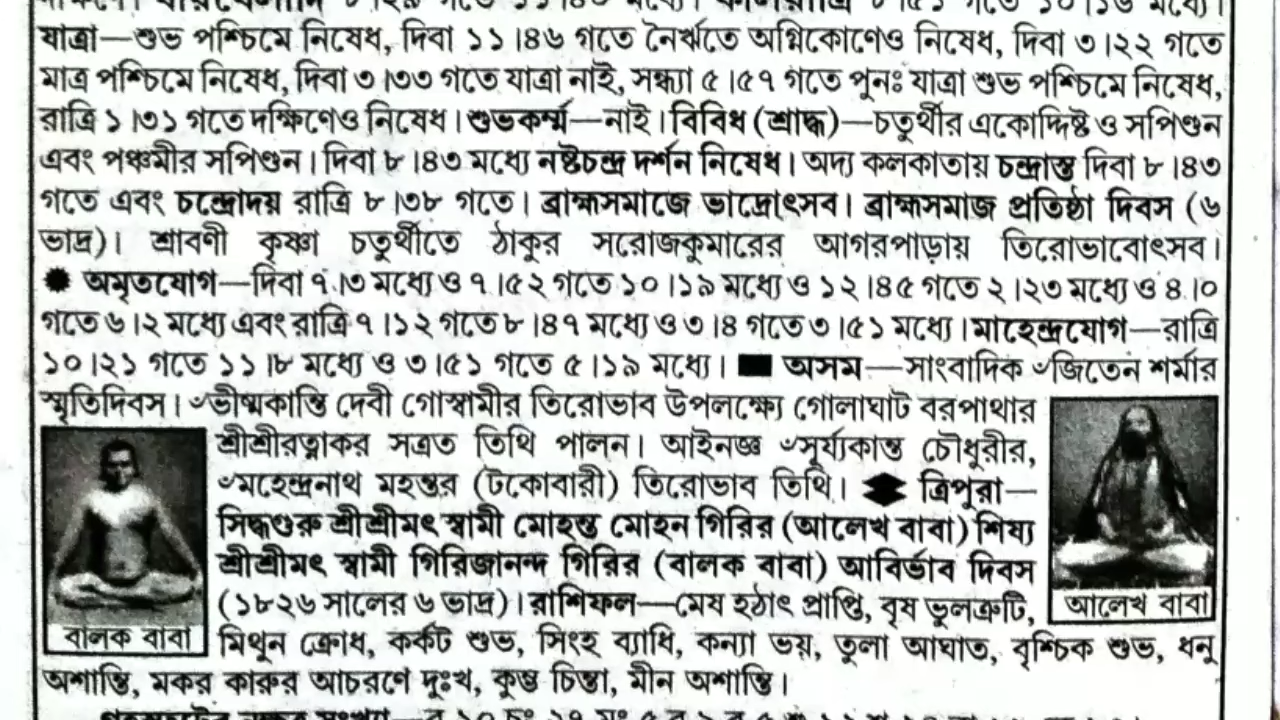 যাত্রা—শুভ পশ্চিমে নিষেধ, দিবা ১১।৪৬ গতে নৈর্ঋতে অগ্নিকোণেও নিষেধ, দিবা ৩।২২ গতে
মাত্র পশ্চিমে নিষেধ, দিবা ৩।৩৩ গতে যাত্রা নাই, সন্ধ্যা ৫।৫৭ গতে পুনঃ যাত্রা শুভ পশ্চিমে নিষেধ,
রাত্রি ১।৩১ গতে দক্ষিণেও নিষেধ। শুভকর্ম্ম—নাই। বিবিধ (শ্রাদ্ধ)—চতুর্থীর একোদ্দিষ্ট ও সপিণ্ডন
এবং পঞ্চমীর সপিণ্ডন। দিবা ৮।৪৩ মধ্যে নষ্টচন্দ্র দর্শন নিষেধ। অদ্য কলকাতায় চন্দ্রাস্ত দিবা ৮।৪৩
গতে এবং চন্দ্রোদয় রাত্রি ৮।৩৮ গতে। ব্রাহ্মসমাজে ভাদ্রোৎসব। ব্রাহ্মসমাজ প্রতিষ্ঠা দিবস (৬
ভাদ্র)। শ্রাবণী কৃষ্ণা চতুর্থীতে ঠাকুর সরোজকুমারের আগরপাড়ায় তিরোভাবোৎসব।
✹ অমৃতযোগ—দিবা ৭।৩ মধ্যে ও ৭।৫২ গতে ১০।১৯ মধ্যে ও ১২।৪৫ গতে ২।২৩ মধ্যে ও ৪।০
গতে ৬।২ মধ্যে এবং রাত্রি ৭।১২ গতে ৮।৪৭ মধ্যে ও ৩।৪ গতে ৩।৫১ মধ্যে। মাহেন্দ্রযোগ—রাত্রি
১০।২১ গতে ১১।৮ মধ্যে ও ৩।৫১ গতে ৫।১৯ মধ্যে। ■ অসম—সাংবাদিক ৺জিতেন শর্মার
স্মৃতিদিবস। ৺ভীষ্মকান্তি দেবী গোস্বামীর তিরোভাব উপলক্ষ্যে গোলাঘাট বরপাথার
শ্রীশ্রীরত্নাকর সত্রত তিথি পালন। আইনজ্ঞ ৺সূর্য্যকান্ত চৌধুরীর,
৺মহেন্দ্রনাথ মহন্তর (টকোবারী) তিরোভাব তিথি। ◆ ত্রিপুরা—
সিদ্ধগুরু শ্রীশ্রীমৎ স্বামী মোহন্ত মোহন গিরির (আলেখ বাবা) শিষ্য
শ্রীশ্রীমৎ স্বামী গিরিজানন্দ গিরির (বালক বাবা) আবির্ভাব দিবস
(১৮২৬ সালের ৬ ভাদ্র)। রাশিফল—মেষ হঠাৎ প্রাপ্তি, বৃষ ভুলত্রুটি,
আলেখ বাবা
বালক বাবা
মিথুন ক্রোধ, কর্কট শুভ, সিংহ ব্যাধি, কন্যা ভয়, তুলা আঘাত, বৃশ্চিক শুভ, ধনু
অশান্তি, মকর কারুর আচরণে দুঃখ, কুম্ভ চিন্তা, মীন অশান্তি।